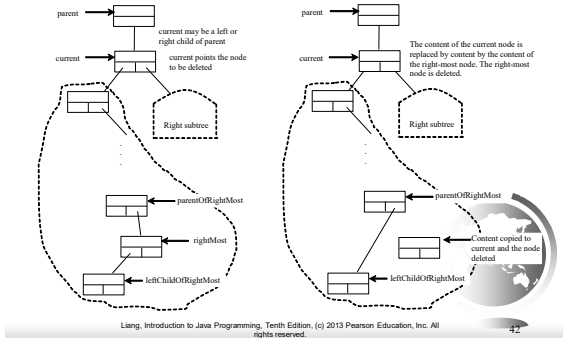 parent
current may be a left or
right child of parent
current
current points the node
to be deleted
Right subtree
parentOfRightMost
rightMost
leftChildOfRightMost
parent
current
The content of the current node is
replaced by content by the content of
the right-most node. The right-most
node is deleted.
Right subtree
parentOfRightMost
Content copied to
current and the node
deleted
leftChildOfRightMost
Liang, Introduction to Java Programming, Tenth Edition, (c) 2013 Pearson Education, Inc. All
rights reserved.
42